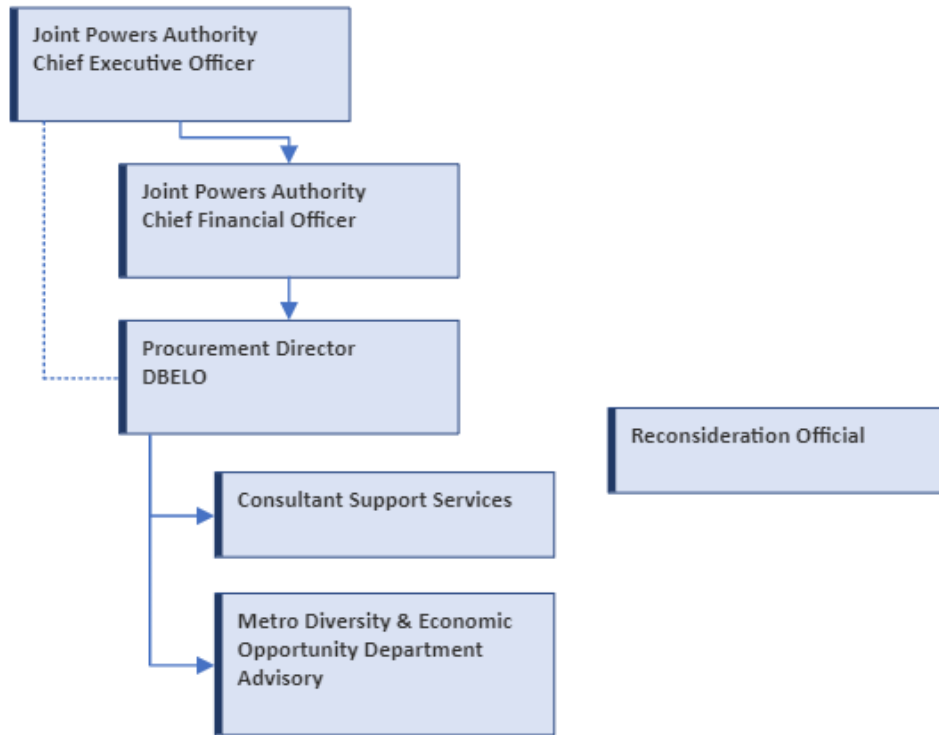 Joint Powers Authority
Chief Executive Officer
Joint Powers Authority
Chief Financial Officer
Procurement Director
DBELO
Reconsideration Official
Consultant Support Services
Metro Diversity & Economic
Opportunity Department
Advisory